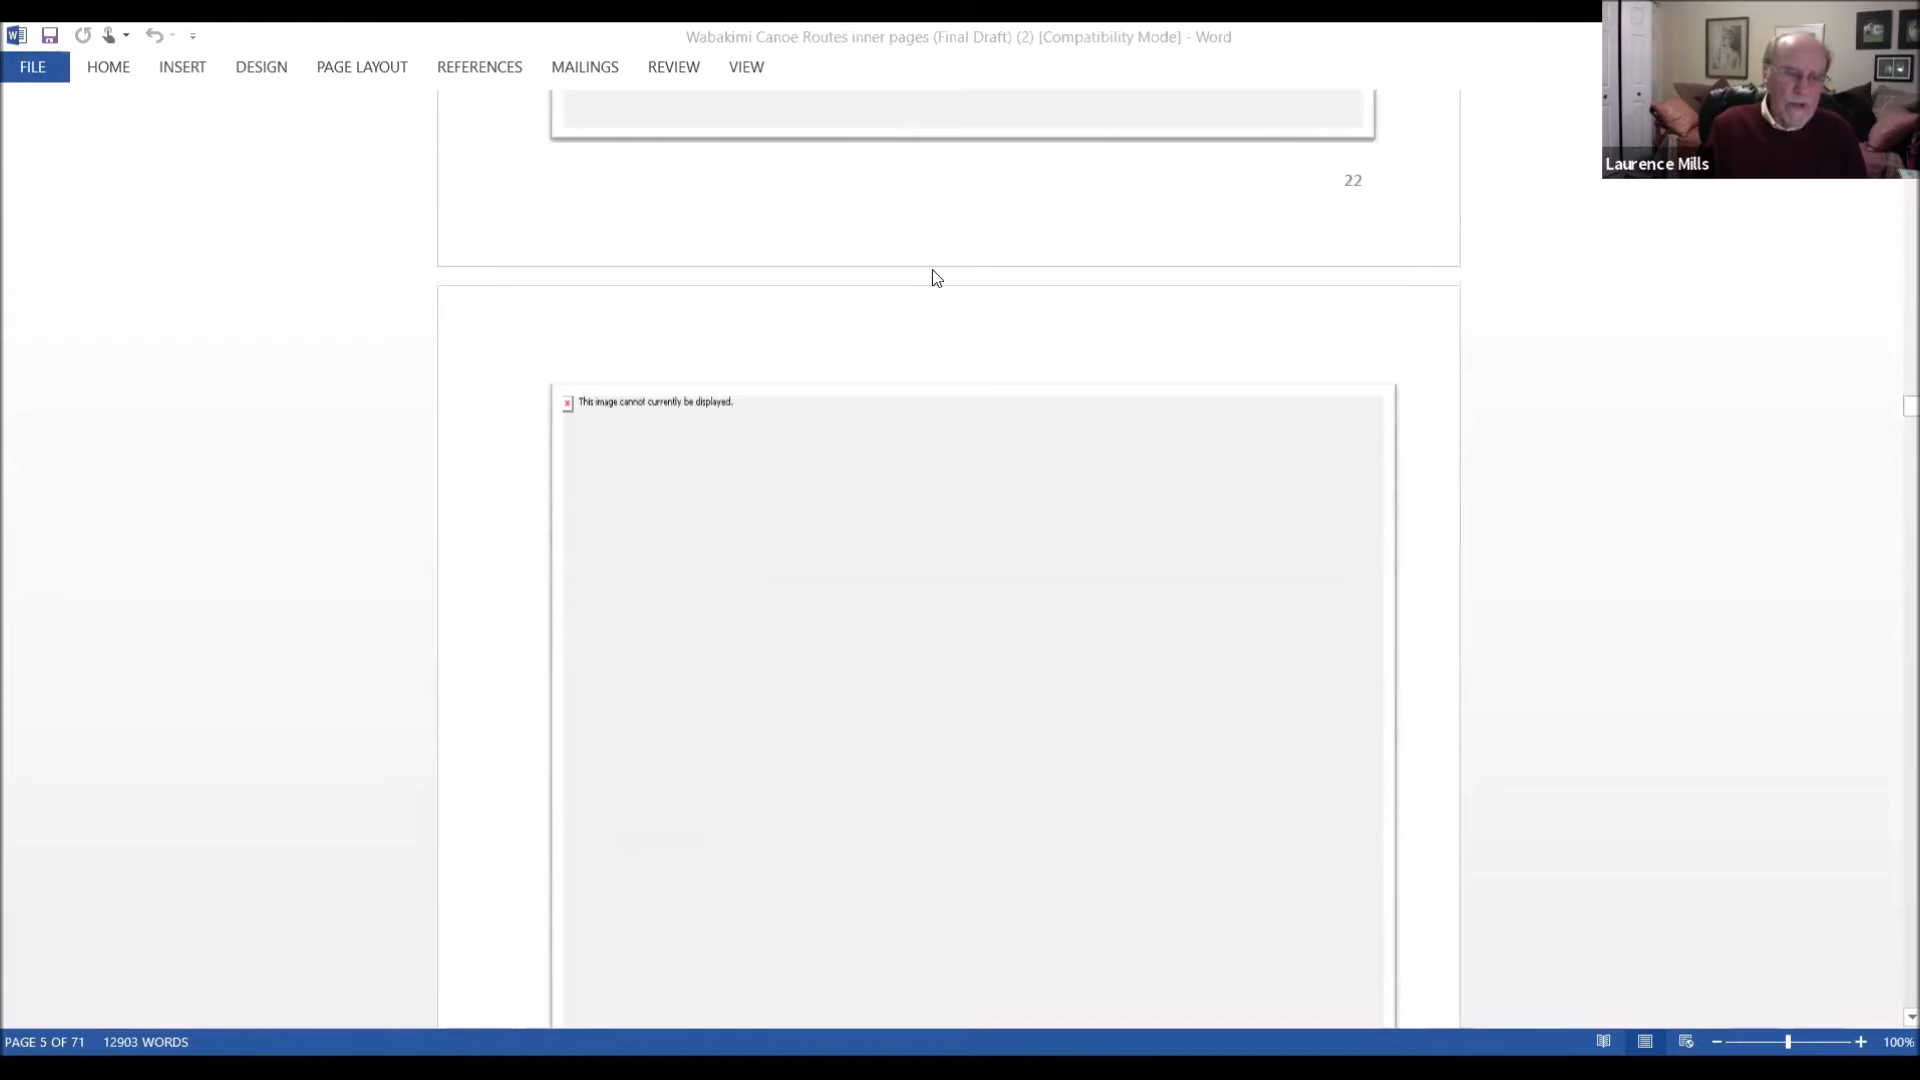 Wabakimi Canoe Routes inner pages (Final Draft) (2) [Compatibility Mode] - Word
FILE HOME INSERT DESIGN PAGE LAYOUT REFERENCES MAILINGS REVIEW VIEW
Laurence Mills
22
This image cannot currently be displayed.
PAGE 5 OF 71 12903 WORDS 100%